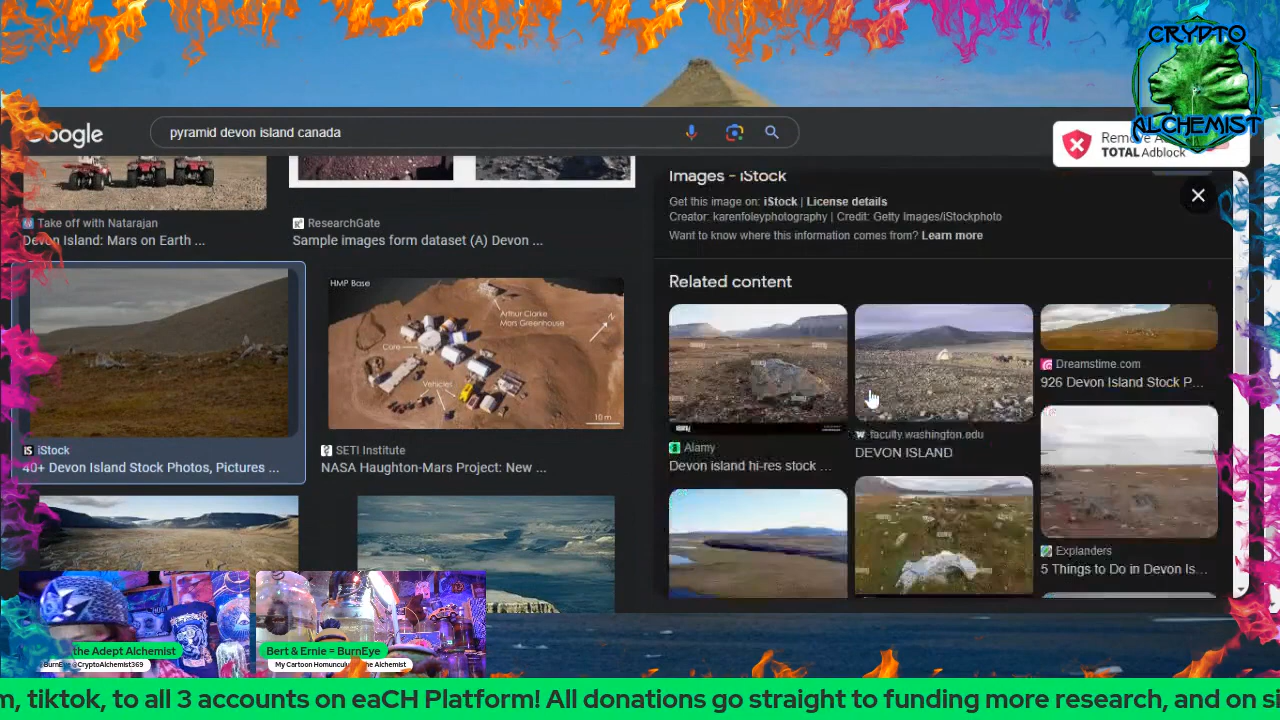 CRYPTO
ALCHEMIST
Google
pyramid devon island canada
TOTAL Adblock
Images - iStock
Get this image on: iStock | License details
Creator: karenfoleyphotography | Credit: Getty Images/iStockphoto
Want to know where this information comes from? Learn more
Take off with Natarajan
Devon Island: Mars on Earth ...
ResearchGate
Sample images form dataset (A) Devon ...
Related content
HMP Base
Arthur Clarke
Mars Greenhouse
N
Core
Vehicles
10 m
iStock
40+ Devon Island Stock Photos, Pictures ...
SETI Institute
NASA Haughton-Mars Project: New ...
Alamy
Devon island hi-res stock ...
faculty.washington.edu
DEVON ISLAND
Dreamstime.com
926 Devon Island Stock P...
Explanders
5 Things to Do in Devon Is...
the Adept Alchemist
BurnEye @CryptoAlchemist369
Bert & Ernie = BurnEye
My Cartoon Homunculu the Alchemist
m, tiktok, to all 3 accounts on eaCH Platform! All donations go straight to funding more research, and on si